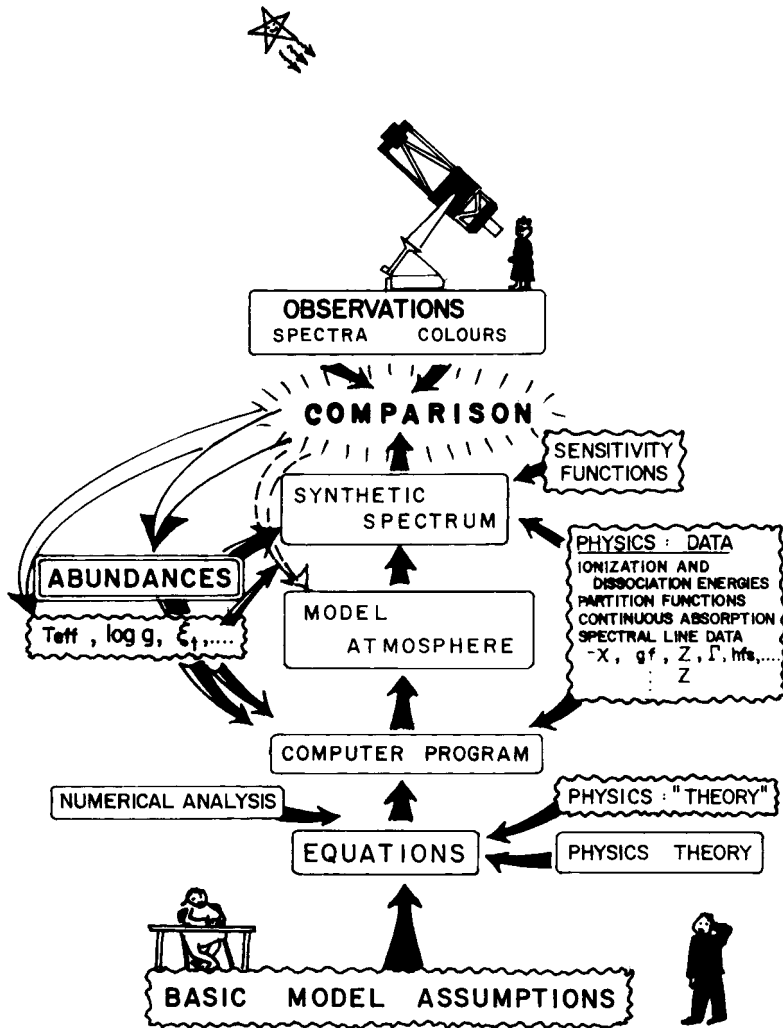 OBSERVATIONS
SPECTRA COLOURS
COMPARISON
SENSITIVITY
FUNCTIONS
SYNTHETIC
SPECTRUM
PHYSICS : DATA
IONIZATION AND
DISSOCIATION ENERGIES
PARTITION FUNCTIONS
CONTINUOUS ABSORPTION
SPECTRAL LINE DATA
-χ, gf, Z, Γ, hfs,....
⋮
Z
ABUNDANCES
Teff, log g, ξt,....
MODEL
ATMOSPHERE
COMPUTER PROGRAM
NUMERICAL ANALYSIS
PHYSICS : "THEORY"
EQUATIONS
PHYSICS THEORY
BASIC MODEL ASSUMPTIONS